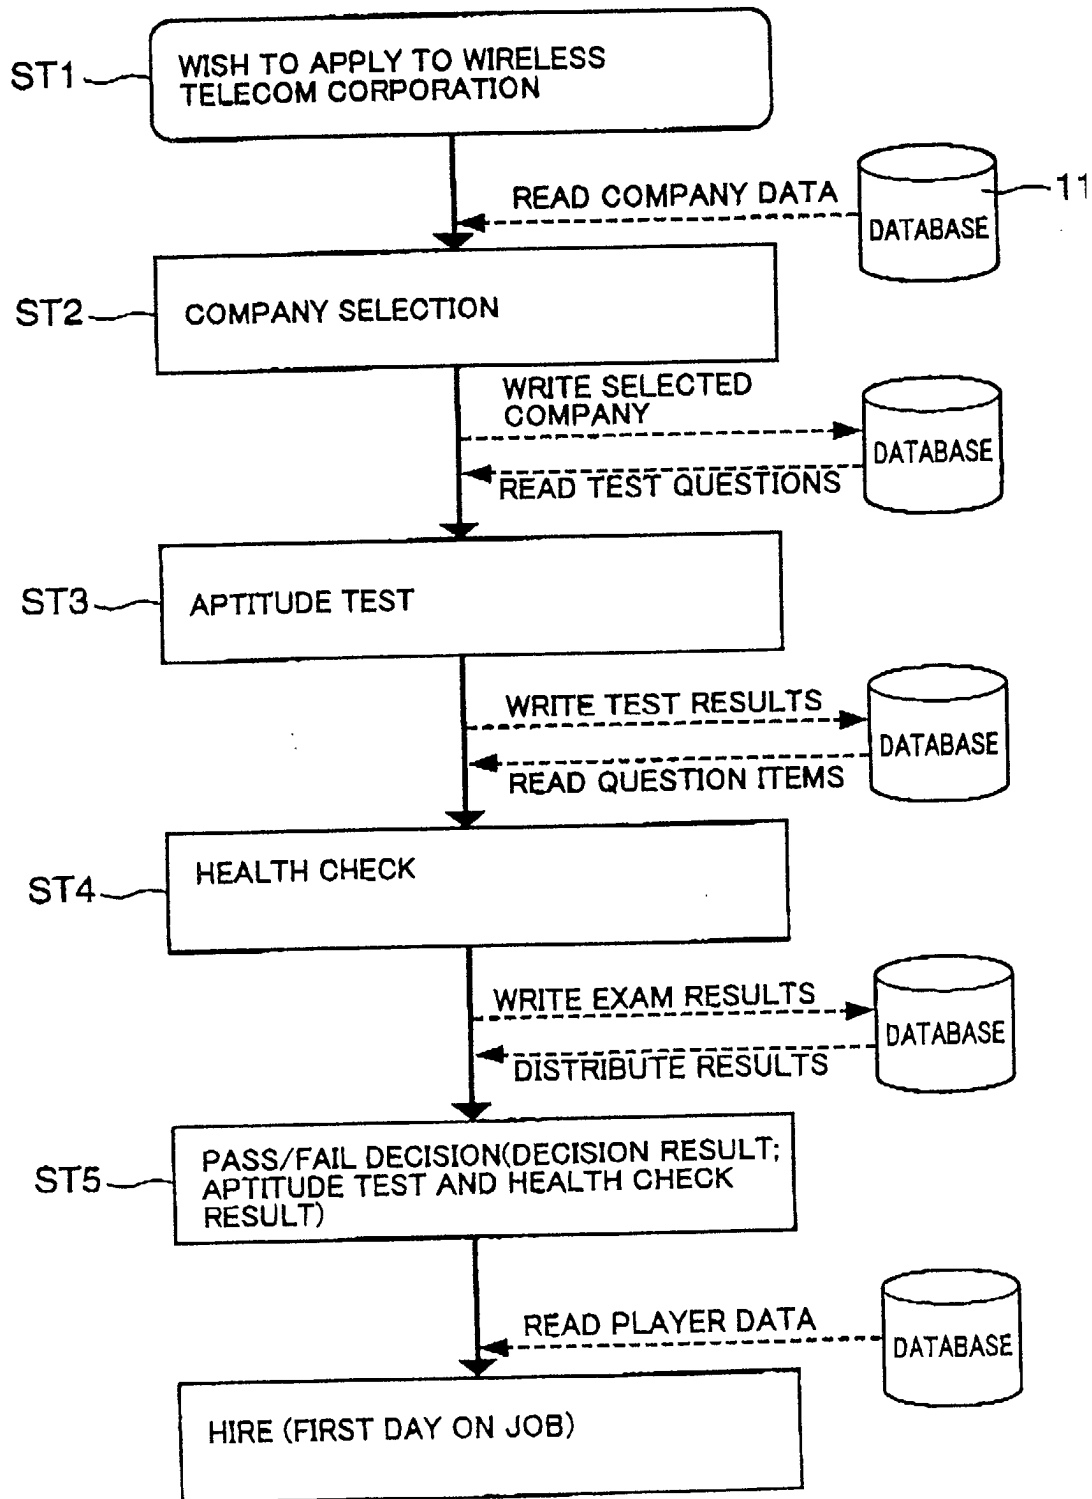 ST1
WISH TO APPLY TO WIRELESS
TELECOM CORPORATION
READ COMPANY DATA
DATABASE
11
ST2
COMPANY SELECTION
WRITE SELECTED
COMPANY
DATABASE
READ TEST QUESTIONS
ST3
APTITUDE TEST
WRITE TEST RESULTS
DATABASE
READ QUESTION ITEMS
ST4
HEALTH CHECK
WRITE EXAM RESULTS
DATABASE
DISTRIBUTE RESULTS
ST5
PASS/FAIL DECISION(DECISION RESULT;
APTITUDE TEST AND HEALTH CHECK
RESULT)
READ PLAYER DATA
DATABASE
HIRE (FIRST DAY ON JOB)